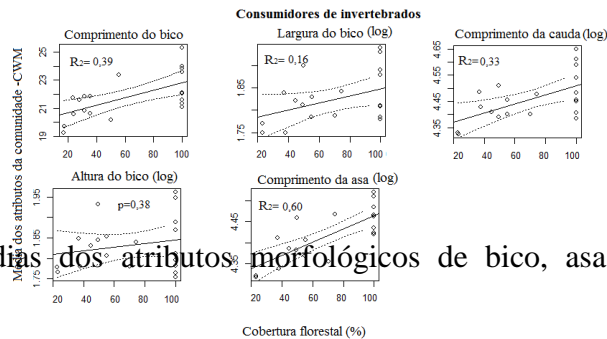 Consumidores de invertebrados
Comprimento do bico
Largura do bico (log)
Comprimento da cauda (log)
R2= 0,39
R2= 0,16
R2=0,33
19 21 23 25
1.75 1.85
4.35 4.45 4.55 4.65
20 40 60 80 100
20 40 60 80 100
20 40 60 80 100
Médias dos atributos da comunidade -CWM
Altura do bico (log)
Comprimento da asa (log)
p=0,38
R2= 0,60
1.75 1.85 1.95
4.35 4.45
dias dos atributos morfológicos de bico, asa
20 40 60 80 100
20 40 60 80 100
Cobertura florestal (%)